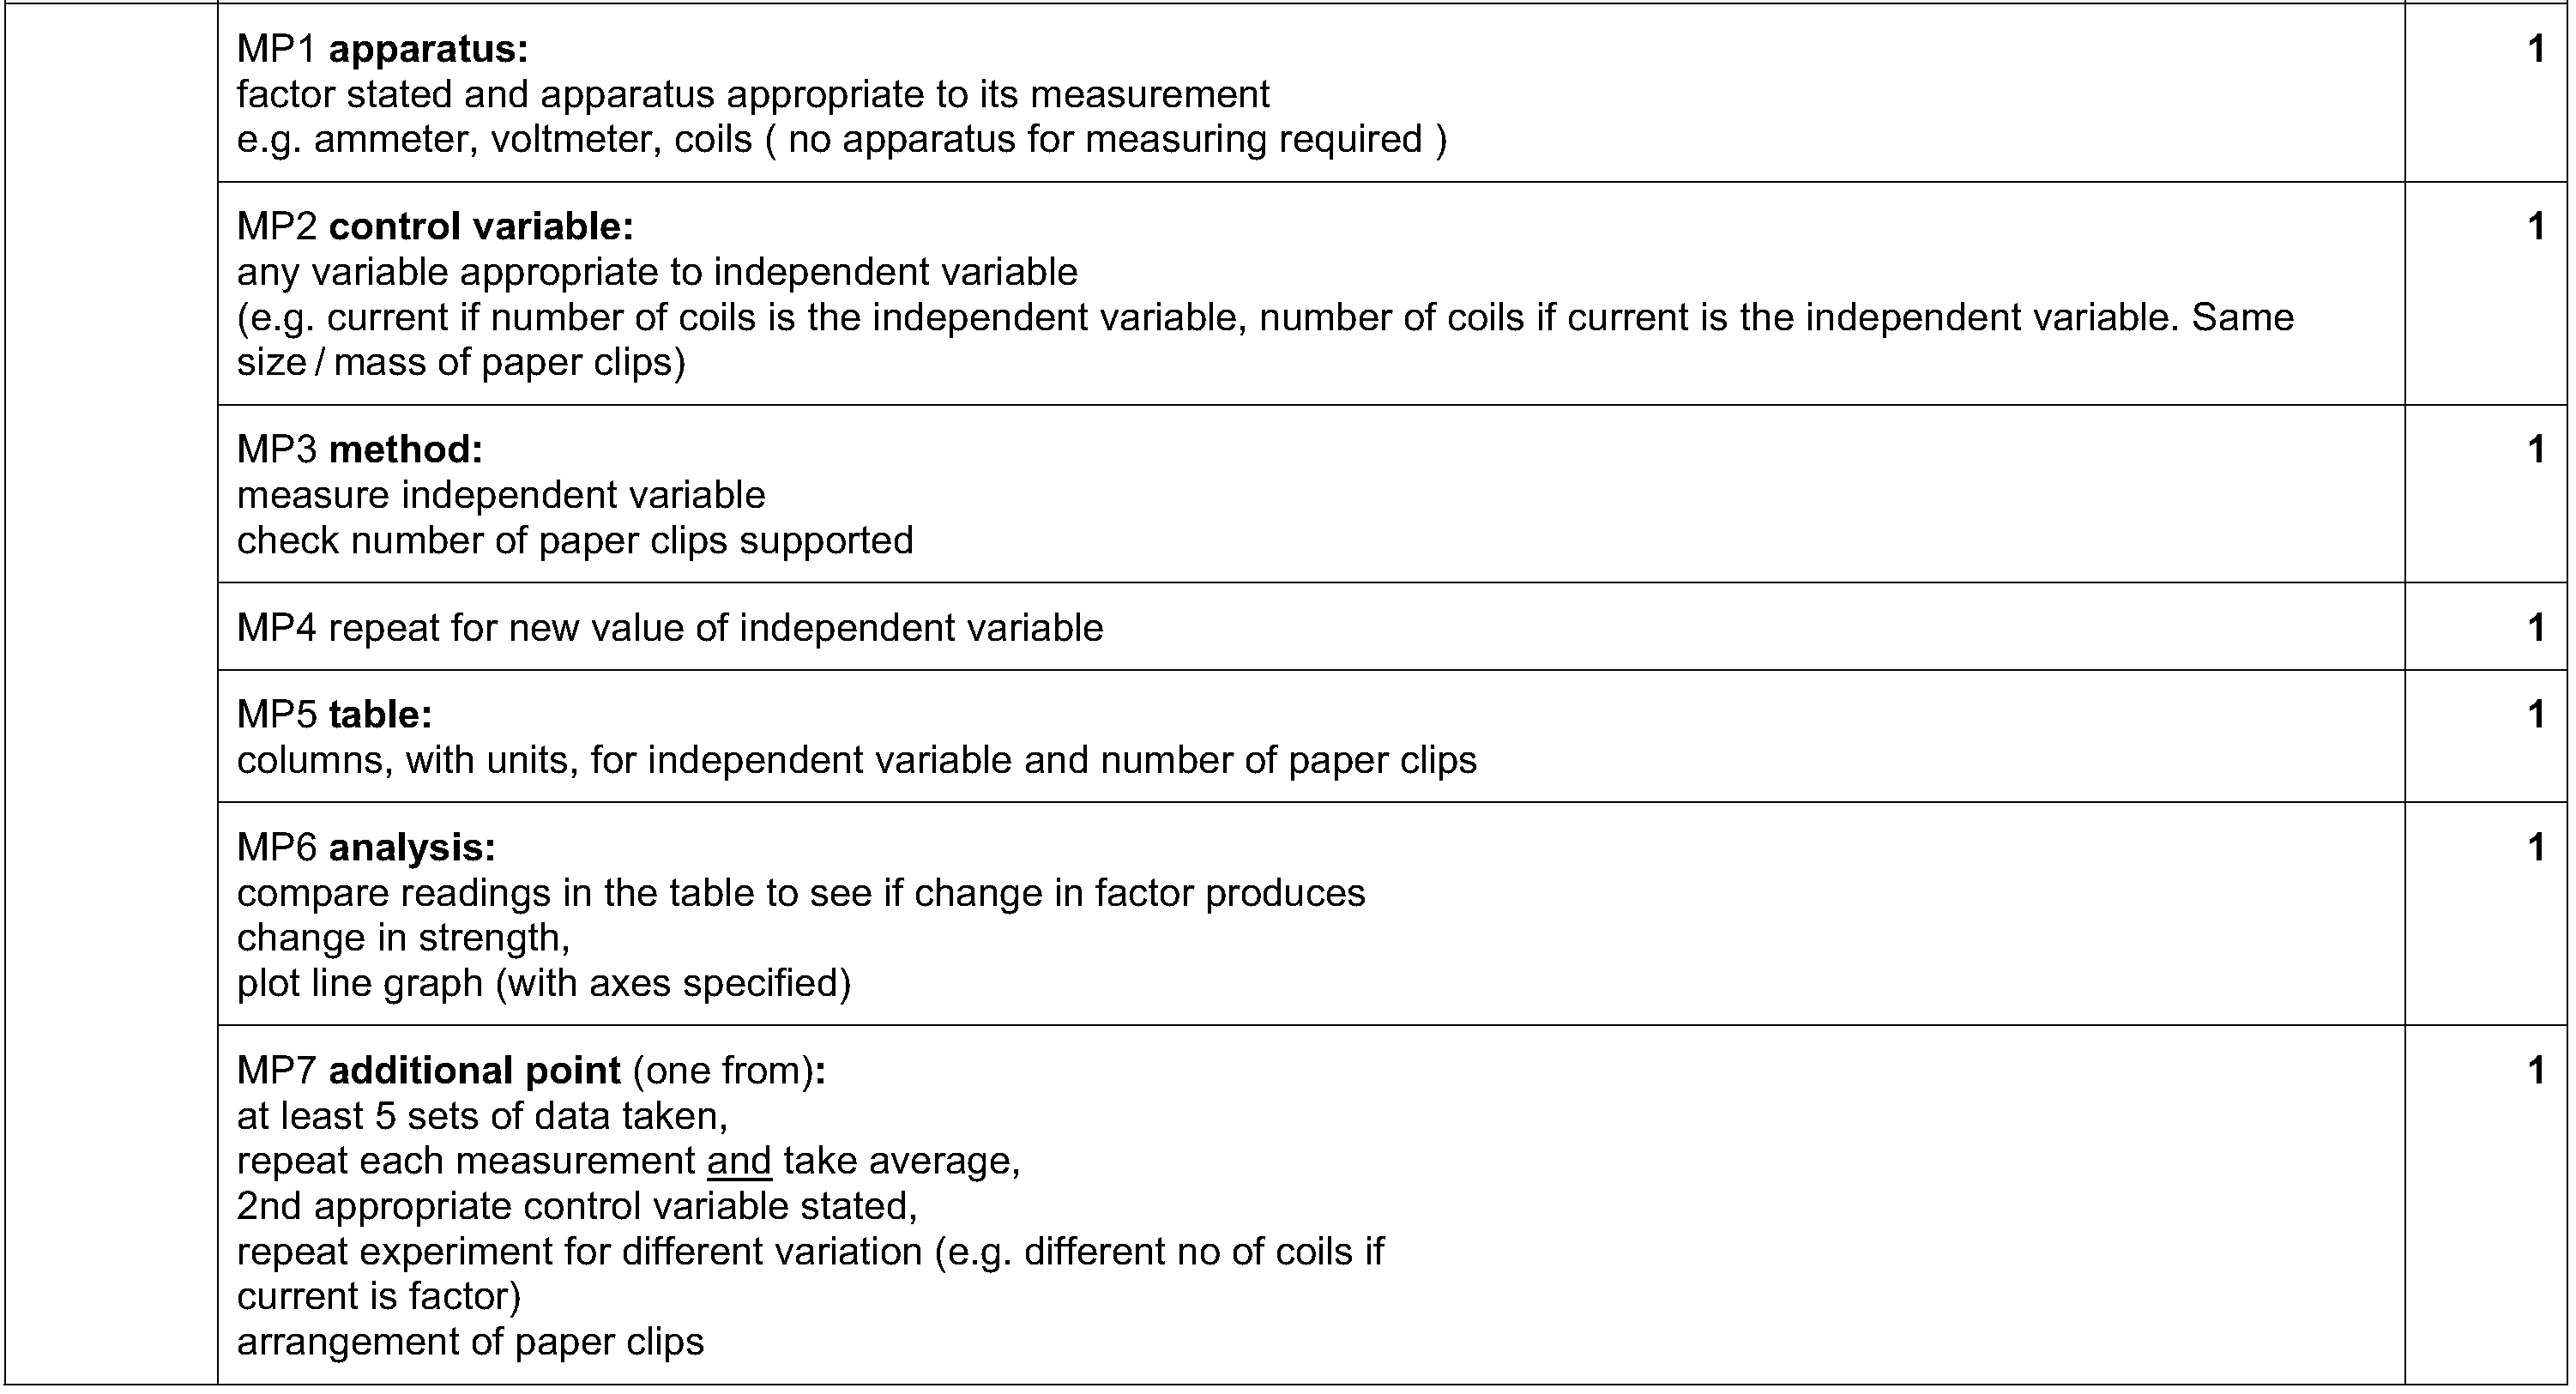 MP1 apparatus: 1
factor stated and apparatus appropriate to its measurement
e.g. ammeter, voltmeter, coils ( no apparatus for measuring required )
MP2 control variable: 1
any variable appropriate to independent variable
(e.g. current if number of coils is the independent variable, number of coils if current is the independent variable. Same
size / mass of paper clips)
MP3 method: 1
measure independent variable
check number of paper clips supported
MP4 repeat for new value of independent variable 1
MP5 table: 1
columns, with units, for independent variable and number of paper clips
MP6 analysis: 1
compare readings in the table to see if change in factor produces
change in strength,
plot line graph (with axes specified)
MP7 additional point (one from): 1
at least 5 sets of data taken,
repeat each measurement and take average,
2nd appropriate control variable stated,
repeat experiment for different variation (e.g. different no of coils if
current is factor)
arrangement of paper clips